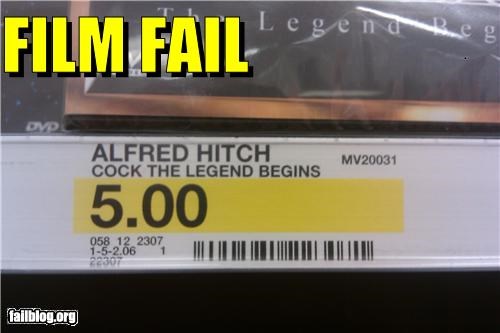 The Legend Beg
FILM FAIL
DVD
ALFRED HITCH MV20031
COCK THE LEGEND BEGINS
5.00
058 12 2307
1-5-2.06 1
22307
failblog.org